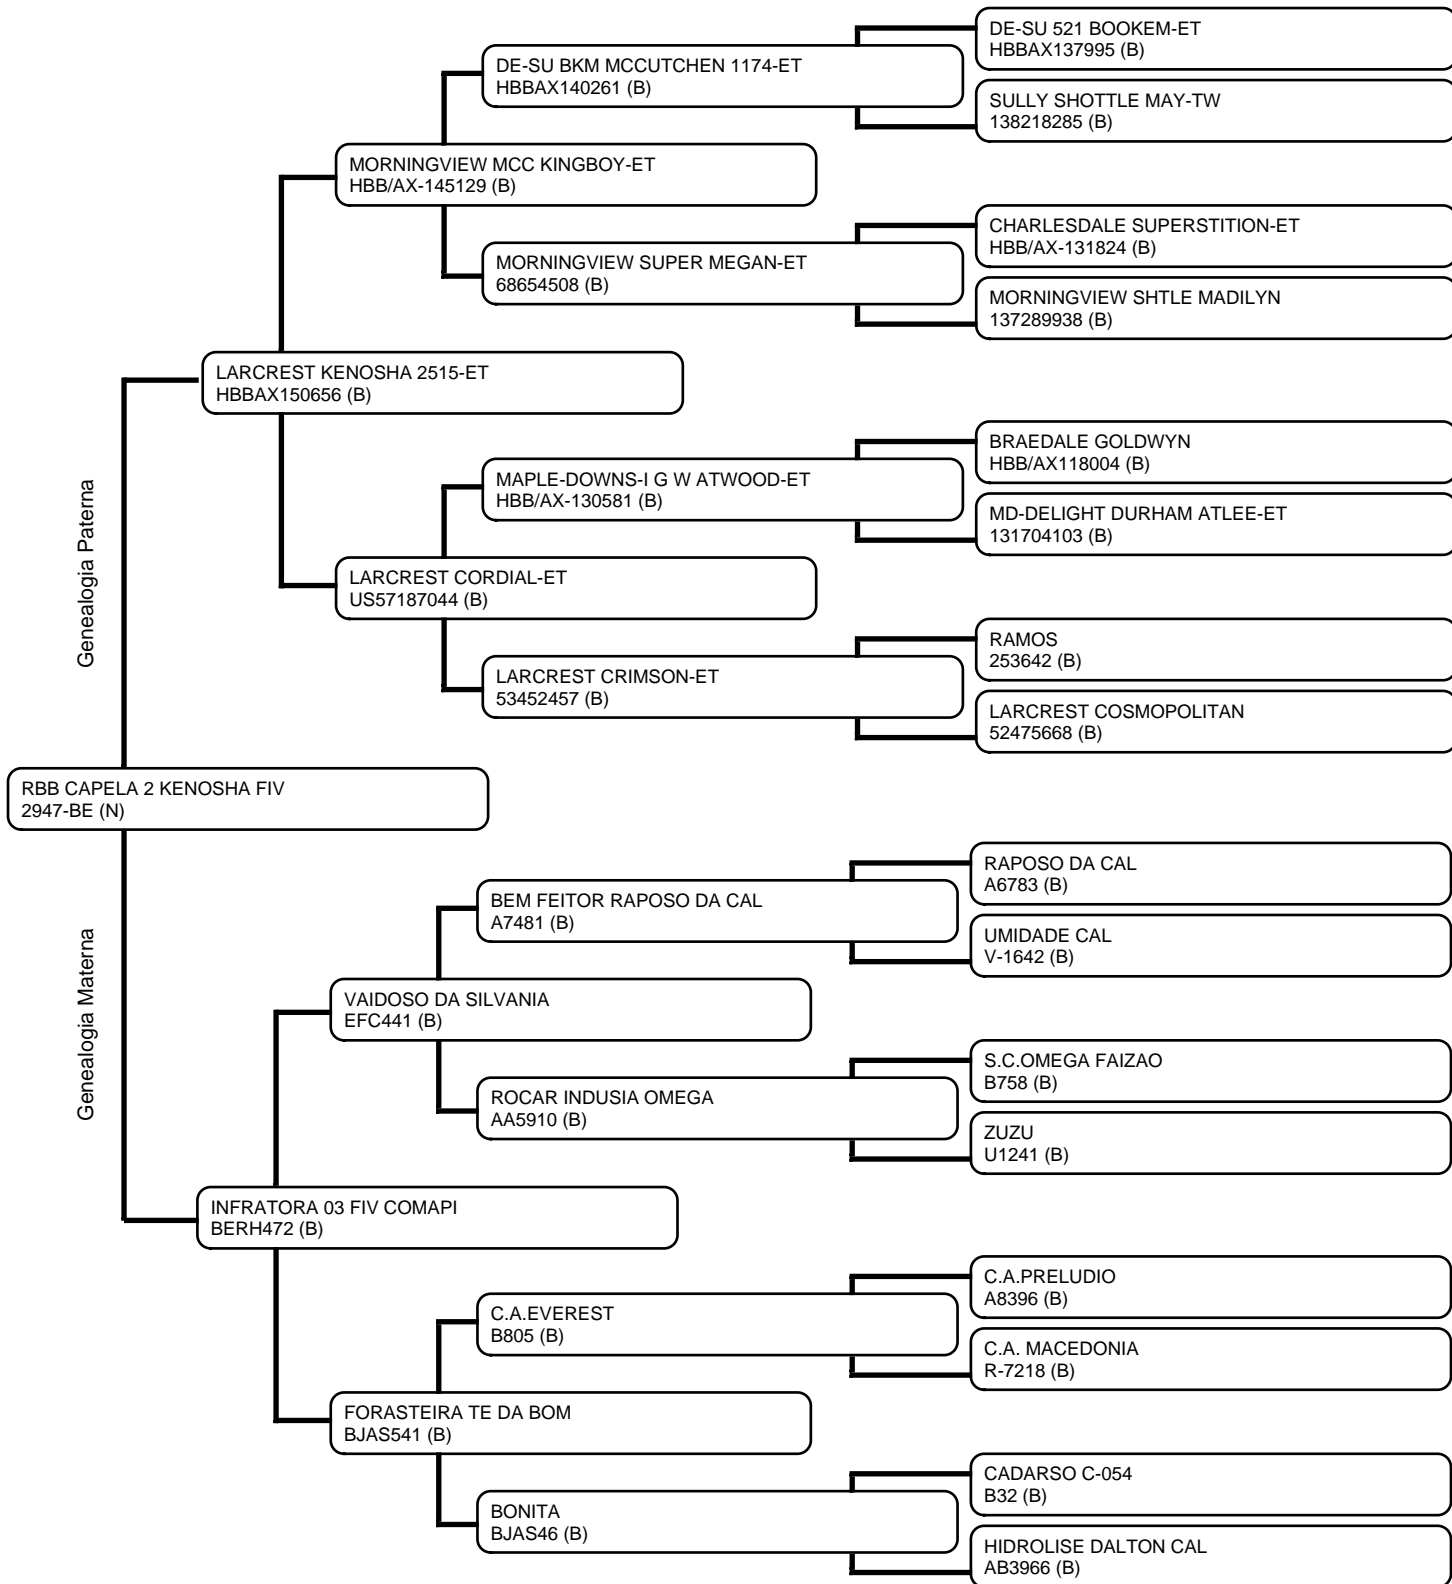 DE-SU 521 BOOKEM-ET
HBBAX137995 (B)
DE-SU BKM MCCUTCHEN 1174-ET
HBBAX140261 (B)
SULLY SHOTTLE MAY-TW
138218285 (B)
MORNINGVIEW MCC KINGBOY-ET
HBB/AX-145129 (B)
CHARLESDALE SUPERSTITION-ET
HBB/AX-131824 (B)
MORNINGVIEW SUPER MEGAN-ET
68654508 (B)
MORNINGVIEW SHTLE MADILYN
137289938 (B)
LARCREST KENOSHA 2515-ET
HBBAX150656 (B)
BRAEDALE GOLDWYN
HBB/AX118004 (B)
MAPLE-DOWNS-I G W ATWOOD-ET
HBB/AX-130581 (B)
MD-DELIGHT DURHAM ATLEE-ET
131704103 (B)
Genealogia Paterna
LARCREST CORDIAL-ET
US57187044 (B)
RAMOS
253642 (B)
LARCREST CRIMSON-ET
53452457 (B)
LARCREST COSMOPOLITAN
52475668 (B)
RBB CAPELA 2 KENOSHA FIV
2947-BE (N)
RAPOSO DA CAL
A6783 (B)
BEM FEITOR RAPOSO DA CAL
A7481 (B)
UMIDADE CAL
V-1642 (B)
Genealogia Materna
VAIDOSO DA SILVANIA
EFC441 (B)
S.C.OMEGA FAIZAO
B758 (B)
ROCAR INDUSIA OMEGA
AA5910 (B)
ZUZU
U1241 (B)
INFRATORA 03 FIV COMAPI
BERH472 (B)
C.A.PRELUDIO
A8396 (B)
C.A.EVEREST
B805 (B)
C.A. MACEDONIA
R-7218 (B)
FORASTEIRA TE DA BOM
BJAS541 (B)
CADARSO C-054
B32 (B)
BONITA
BJAS46 (B)
HIDROLISE DALTON CAL
AB3966 (B)